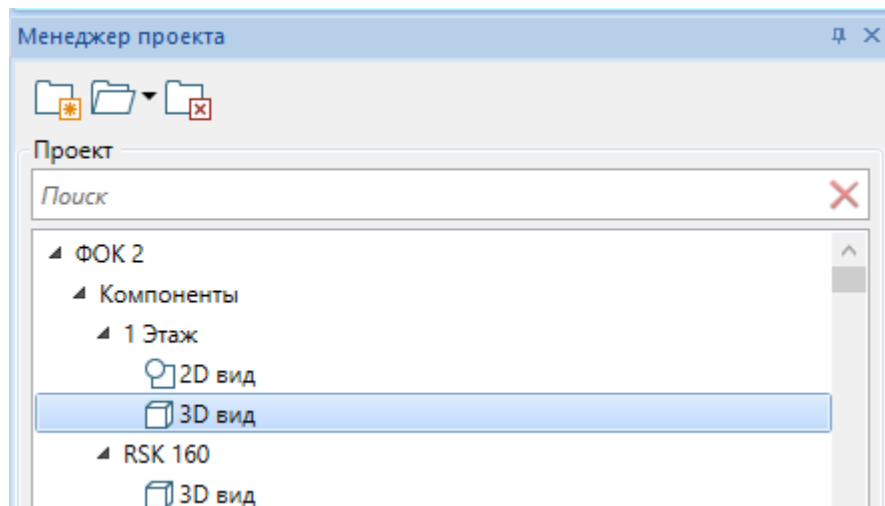 Менеджер проекта
Проект
Поиск
ФОК 2
Компоненты
1 Этаж
2D вид
3D вид
RSK 160
3D вид